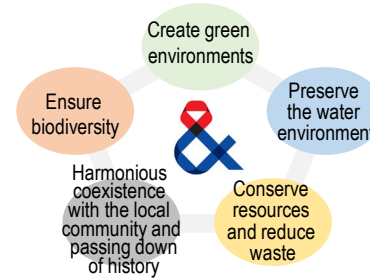 Create green
environments
Preserve
the water
environment
Conserve
resources
and reduce
waste
Harmonious
coexistence
with the local
community and
passing down
of history
Ensure
biodiversity